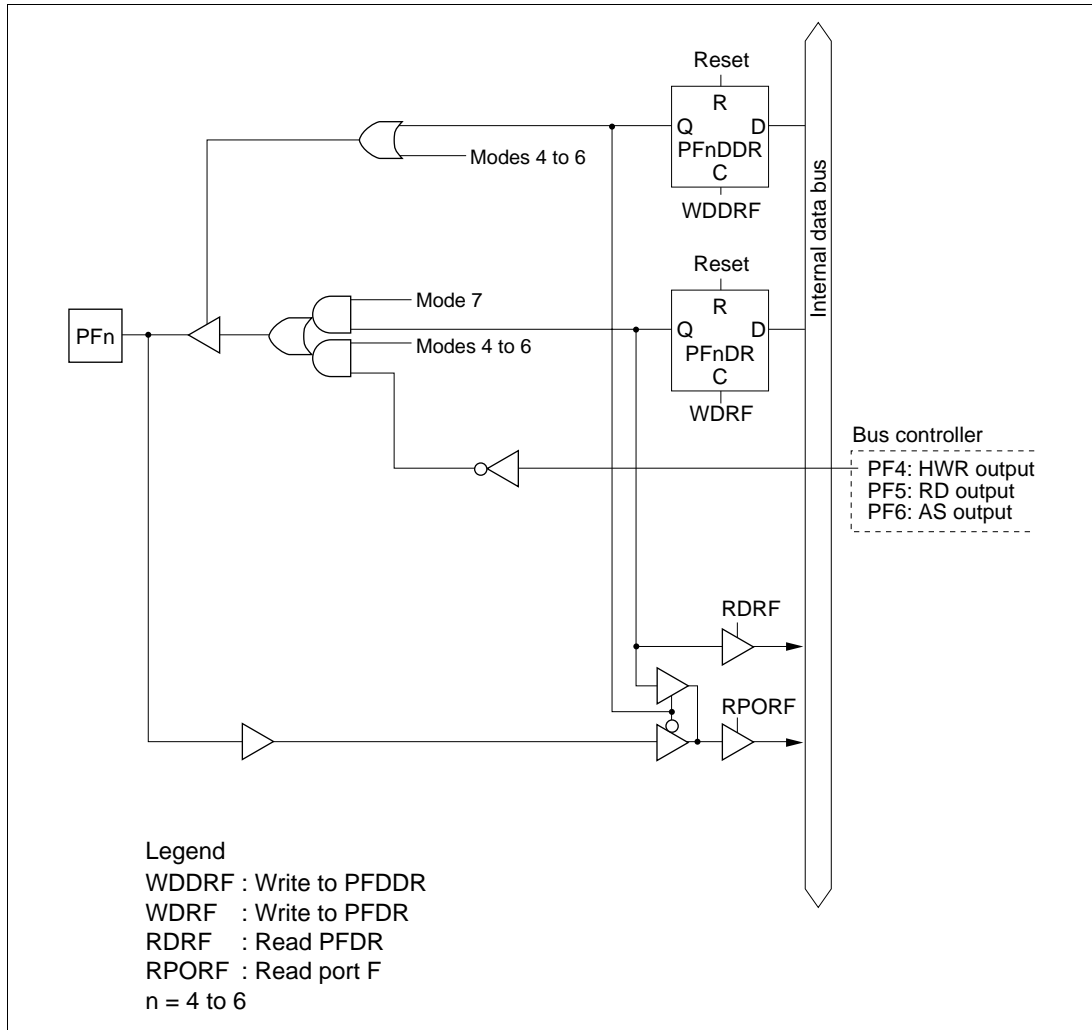 Reset
R
Q D
PFnDDR
C
WDDRF
Modes 4 to 6
Internal data bus
Reset
R
Q D
PFnDR
C
WDRF
Mode 7
Modes 4 to 6
PFn
Bus controller
PF4: HWR output
PF5: RD output
PF6: AS output
RDRF
RPORF
Legend
WDDRF : Write to PFDDR
WDRF : Write to PFDR
RDRF : Read PFDR
RPORF : Read port F
n = 4 to 6